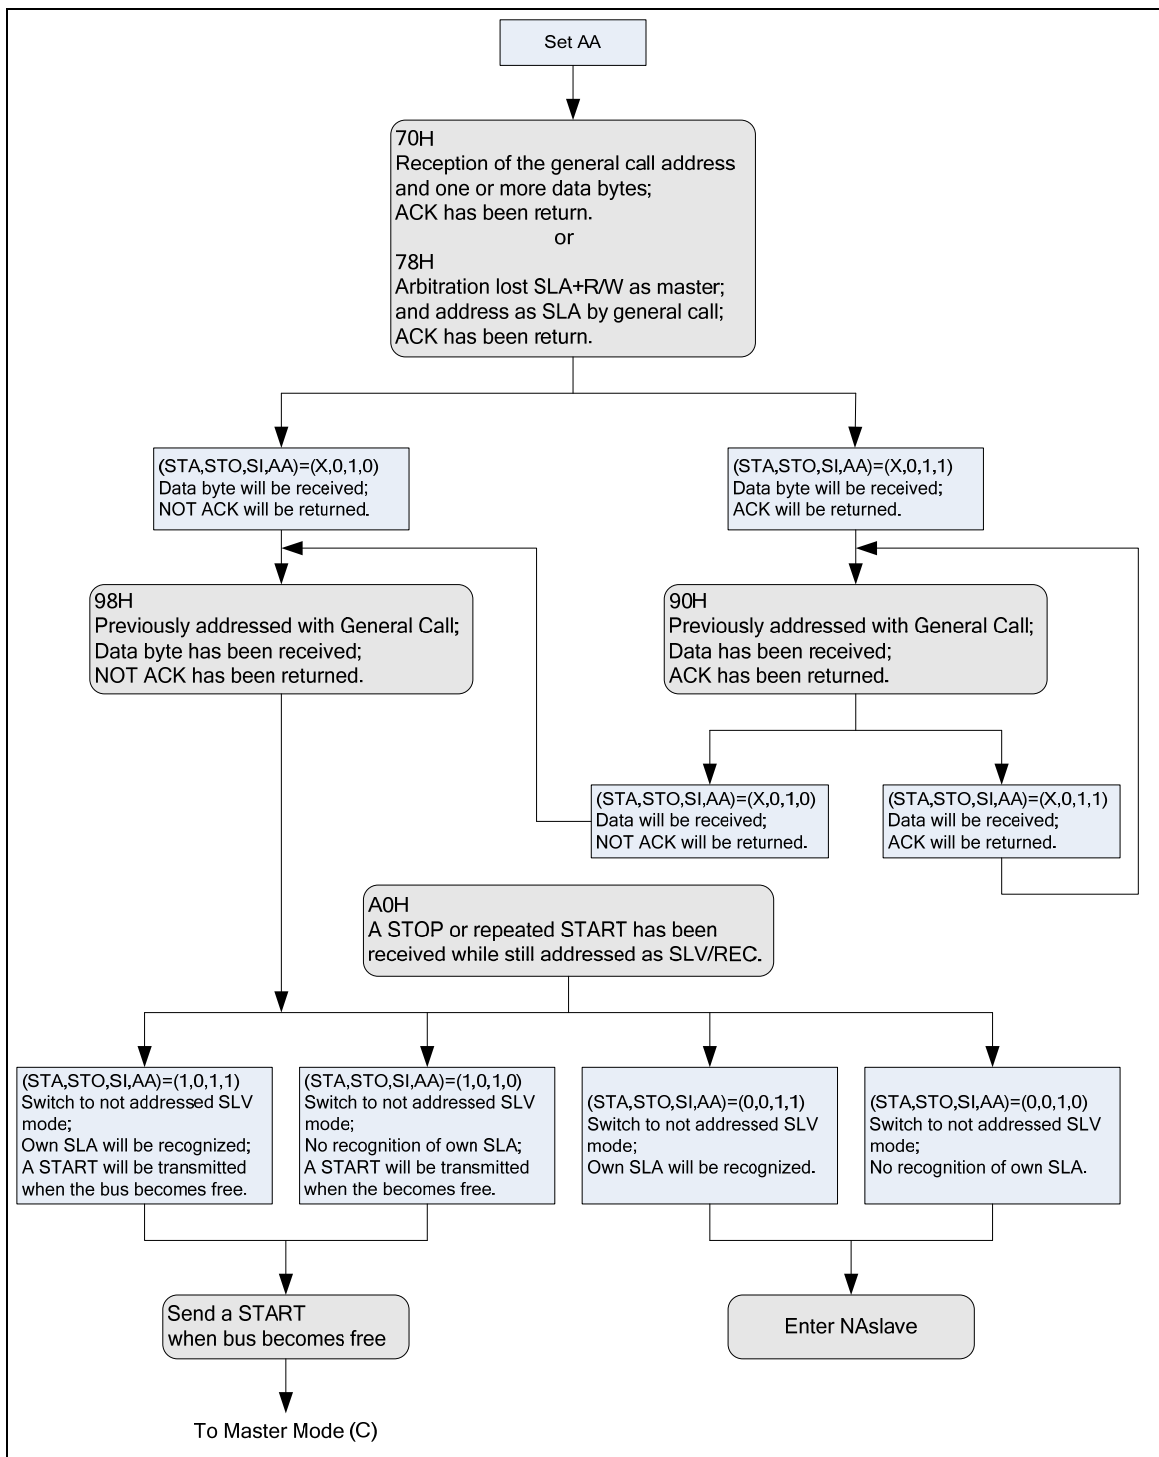 Set AA
70H
Reception of the general call address
and one or more data bytes;
ACK has been return.
or
78H
Arbitration lost SLA+R/W as master;
and address as SLA by general call;
ACK has been return.
(STA,STO,SI,AA)=(X,0,1,0)
Data byte will be received;
NOT ACK will be returned.
(STA,STO,SI,AA)=(X,0,1,1)
Data byte will be received;
ACK will be returned.
98H
Previously addressed with General Call;
Data byte has been received;
NOT ACK has been returned.
90H
Previously addressed with General Call;
Data has been received;
ACK has been returned.
(STA,STO,SI,AA)=(X,0,1,0)
Data will be received;
NOT ACK will be returned.
(STA,STO,SI,AA)=(X,0,1,1)
Data will be received;
ACK will be returned.
A0H
A STOP or repeated START has been
received while still addressed as SLV/REC.
(STA,STO,SI,AA)=(1,0,1,1)
Switch to not addressed SLV
mode;
Own SLA will be recognized;
A START will be transmitted
when the bus becomes free.
(STA,STO,SI,AA)=(1,0,1,0)
Switch to not addressed SLV
mode;
No recognition of own SLA;
A START will be transmitted
when the becomes free.
(STA,STO,SI,AA)=(0,0,1,1)
Switch to not addressed SLV
mode;
Own SLA will be recognized.
(STA,STO,SI,AA)=(0,0,1,0)
Switch to not addressed SLV
mode;
No recognition of own SLA.
Send a START
when bus becomes free
Enter NAslave
To Master Mode (C)